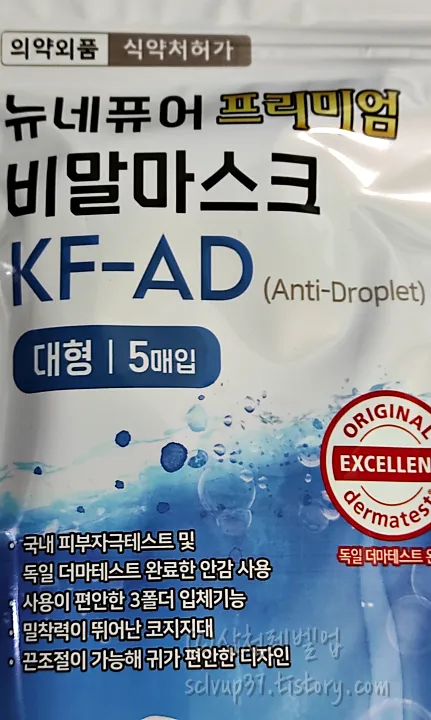 의약외품 식약처허가
뉴네퓨어 프리미엄
비말마스크
KF-AD (Anti-Droplet)
대형 | 5매입
ORIGINAL
EXCELLEN
dermatest®
독일 더마테스트
· 국내 피부자극테스트 및
독일 더마테스트 완료한 안감 사용
· 사용이 편안한 3폴더 입체기능
· 밀착력이 뛰어난 코지지대
· 끈조절이 가능해 귀가 편안한 디자인
sclvup37.tistory.com